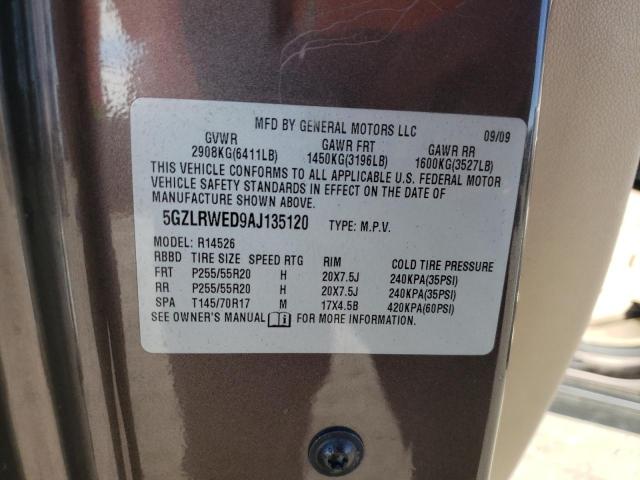 MFD BY GENERAL MOTORS LLC 09/09
GVWR GAWR FRT GAWR RR
2908KG(6411LB) 1450KG(3196LB) 1600KG(3527LB)
THIS VEHICLE CONFORMS TO ALL APPLICABLE U.S. FEDERAL MOTOR
VEHICLE SAFETY STANDARDS IN EFFECT ON THE DATE OF
MANUFACTURE SHOWN ABOVE.
5GZLRWED9AJ135120 TYPE: M.P.V.
MODEL: R14526
RBBD TIRE SIZE SPEED RTG RIM COLD TIRE PRESSURE
FRT P255/55R20 H 20X7.5J 240KPA(35PSI)
RR P255/55R20 H 20X7.5J 240KPA(35PSI)
SPA T145/70R17 M 17X4.5B 420KPA(60PSI)
SEE OWNER'S MANUAL FOR MORE INFORMATION.